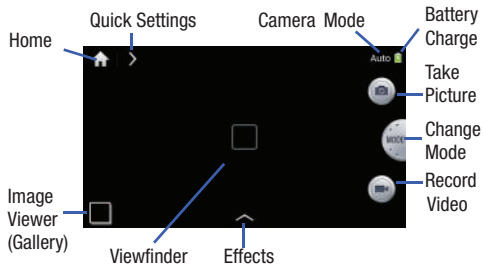 Quick Settings
Camera Mode
Battery
Charge
Home
Auto
Take
Picture
MODE
Change
Mode
Record
Video
Image
Viewer
(Gallery)
Viewfinder
Effects